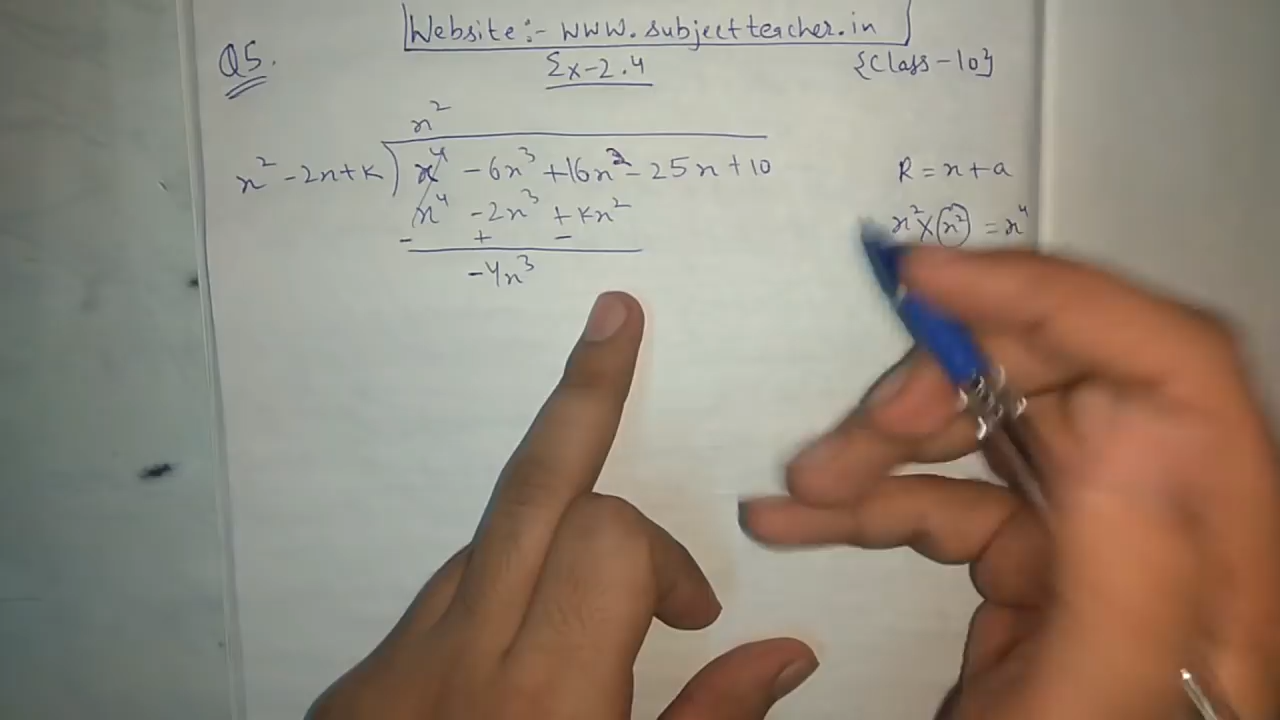 Website:- www.subjectteacher.in
Q5.
Ex-2.4
{Class-10}
x²
x² -2x+k) x⁴ -6x³ +16x² -25x +10
R = x+a
x⁴ -2x³ +kx²
x²×x² = x⁴
- + -
-4x³